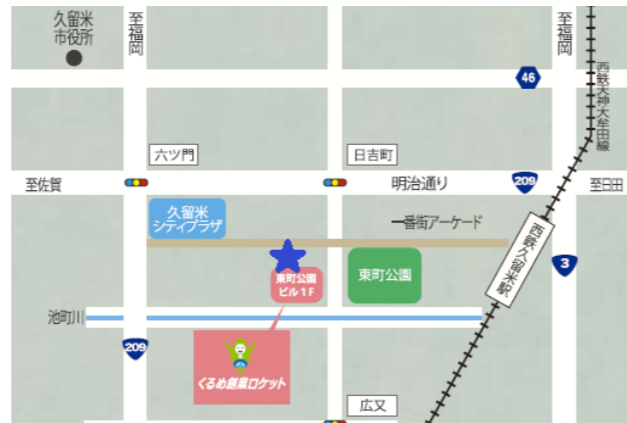 久留米
市役所
至福岡
至福岡
46
西鉄天神大牟田線
六ツ門
日吉町
至佐賀
明治通り
209
至日田
久留米
シティプラザ
一番街アーケード
西鉄久留米駅
東町公園
ビル1F
東町公園
3
池町川
209
くるめ創業ロケット
広又